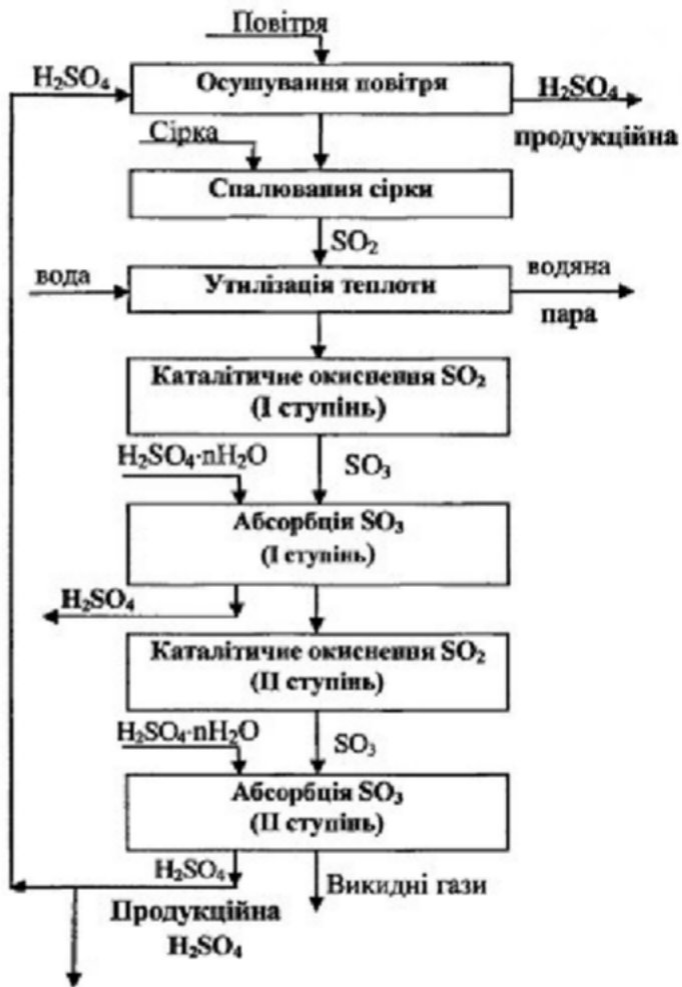 Повітря
H₂SO₄
Осушування повітря
H₂SO₄
продукційна
Сірка
Спалювання сірки
SO₂
вода
Утилізація теплоти
водяна
пара
Каталітичне окиснення SO₂
(І ступінь)
H₂SO₄·nH₂O
SO₃
Абсорбція SO₃
(І ступінь)
H₂SO₄
Каталітичне окиснення SO₂
(ІІ ступінь)
H₂SO₄·nH₂O
SO₃
Абсорбція SO₃
(ІІ ступінь)
H₂SO₄
Викидні гази
Продукційна
H₂SO₄